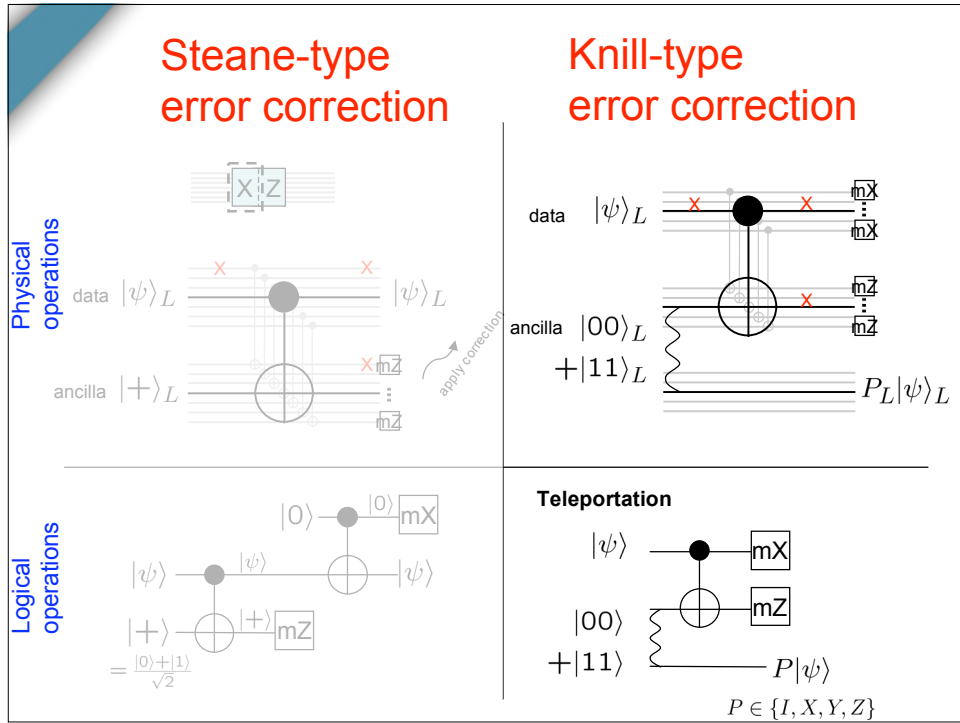 Steane-type
error correction
Knill-type
error correction
Physical
operations
X Z
data |ψ⟩_L |ψ⟩_L
X X
ancilla |+⟩_L
X
mZ
⋮
mZ
apply correction
data |ψ⟩_L
X X
mX
⋮
mX
ancilla |00⟩_L
+|11⟩_L
X
mZ
⋮
mZ
P_L|ψ⟩_L
Logical
operations
|0⟩ |0⟩ mX
|ψ⟩ |ψ⟩ |ψ⟩
|+⟩ |+⟩ mZ
= |0⟩+|1⟩/√2
Teleportation
|ψ⟩ mX
mZ
|00⟩
+|11⟩ P|ψ⟩
P ∈ {I, X, Y, Z}